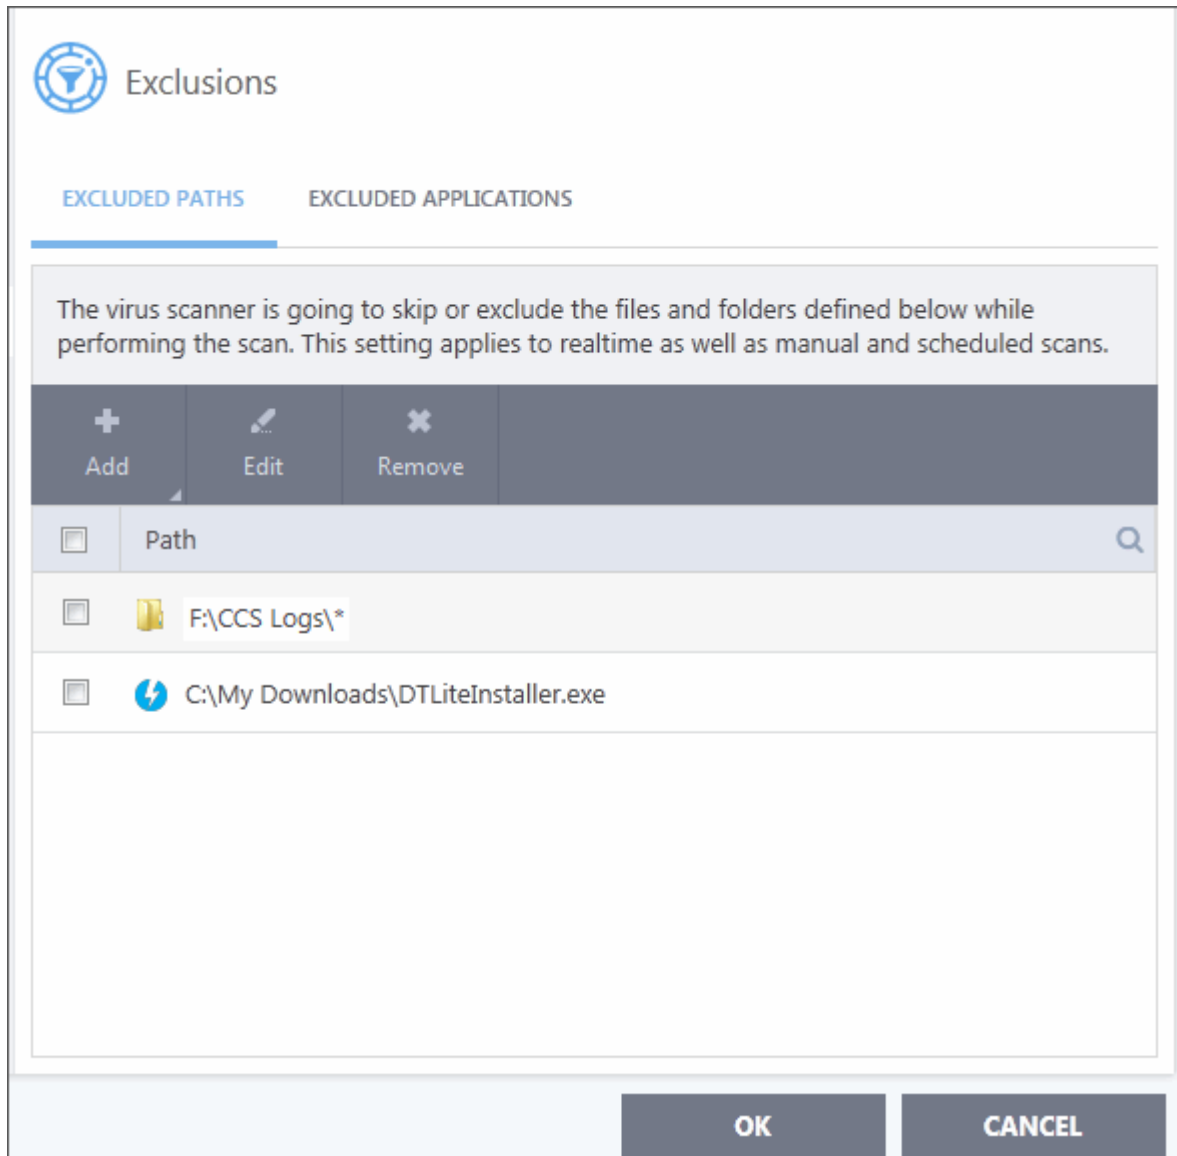 Exclusions
EXCLUDED PATHS EXCLUDED APPLICATIONS
The virus scanner is going to skip or exclude the files and folders defined below while
performing the scan. This setting applies to realtime as well as manual and scheduled scans.
Add Edit Remove
Path
F:\CCS Logs\*
C:\My Downloads\DTLiteInstaller.exe
OK CANCEL